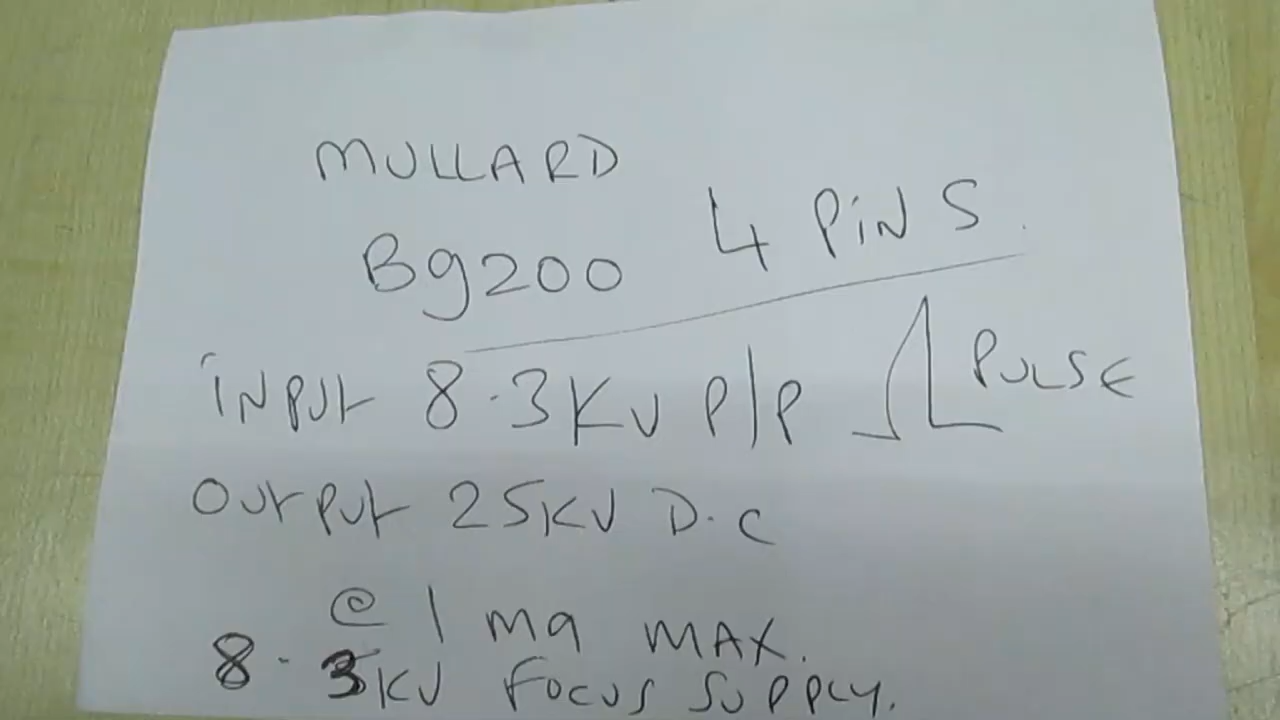 MULLARD
Bg200 4 PiNS.
iNPUT 8.3KV P/P PULSE
OUTPUT 25KV D.C
@ 1 ma MAX.
8.3KV FOCUS SUPPLY.